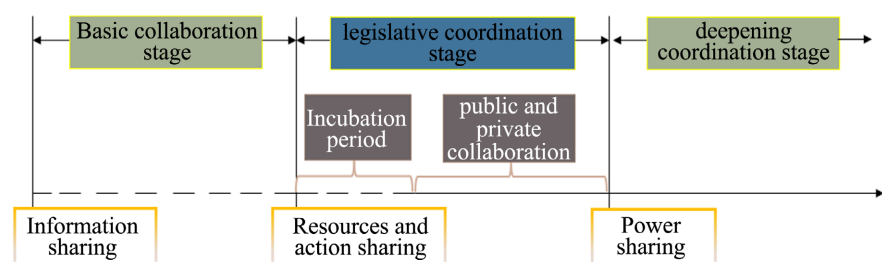 Basic collaboration
stage
legislative coordination
stage
deepening
coordination stage
Incubation
period
public and
private
collaboration
Information
sharing
Resources and
action sharing
Power
sharing